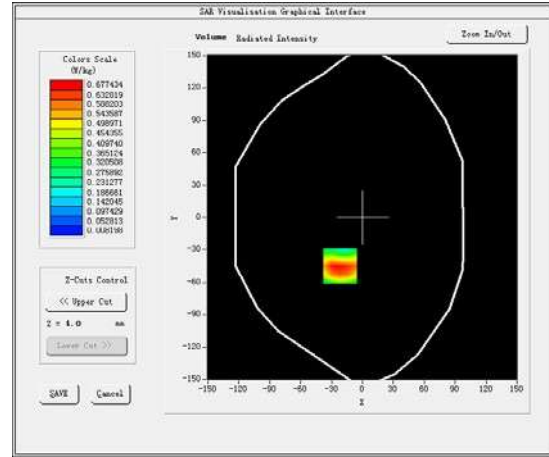 SAR Visualisation Graphical Interface
Volume Radiated Intensity
Zoom In/Out
Colors Scale
(W/kg)
0.677434
0.632819
0.588203
0.543587
0.498971
0.454355
0.409740
0.365124
0.320508
0.275892
0.231277
0.186661
0.142045
0.097429
0.052813
0.008198
Z-Cuts Control
<< Upper Cut
Z = 4.0 mm
Lower Cut >>
SAVE
Cancel
150
120
90
60
30
0
-30
-60
-90
-120
-150
Y
-150 -120 -90 -60 -30 0 30 60 90 120 150
X